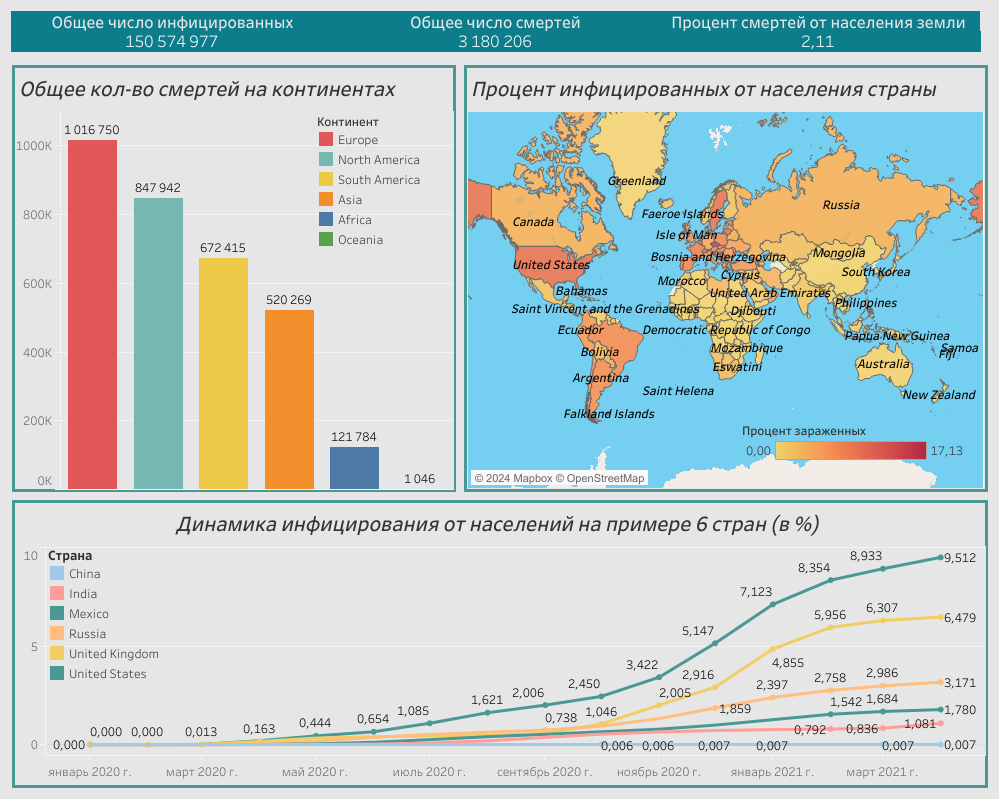 Общее число инфицированных
150 574 977
Общее число смертей
3 180 206
Процент смертей от населения земли
2,11
Общее кол-во смертей на континентах
1 016 750
847 942
672 415
520 269
121 784
1 046
1000K
800K
600K
400K
200K
0K
Континент
Europe
North America
South America
Asia
Africa
Oceania
Процент инфицированных от населения страны
Greenland
Russia
Faeroe Islands
Canada
Isle of Man
Bosnia and Herzegovina
Mongolia
United States
Cyprus
South Korea
Morocco
Bahamas
United Arab Emirates
Philippines
Saint Vincent and the Grenadines
Djibouti
Ecuador
Democratic Republic of Congo
Papua New Guinea
Samoa
Fiji
Bolivia
Mozambique
Eswatini
Australia
Argentina
Saint Helena
New Zealand
Falkland Islands
Процент зараженных
0,00
17,13
© 2024 Mapbox © OpenStreetMap
Динамика инфицирования от населений на примере 6 стран (в %)
10
5
0
Страна
China
India
Mexico
Russia
United Kingdom
United States
0,000
0,000
0,000
0,013
0,163
0,444
0,654
1,085
1,621
2,006
2,450
3,422
5,147
7,123
8,354
8,933
9,512
0,738
1,046
2,005
2,916
4,855
5,956
6,307
6,479
1,859
2,397
2,758
2,986
3,171
1,542
1,684
1,780
0,792
0,836
1,081
0,006
0,006
0,007
0,007
0,007
0,007
январь 2020 г.
март 2020 г.
май 2020 г.
июль 2020 г.
сентябрь 2020 г.
ноябрь 2020 г.
январь 2021 г.
март 2021 г.